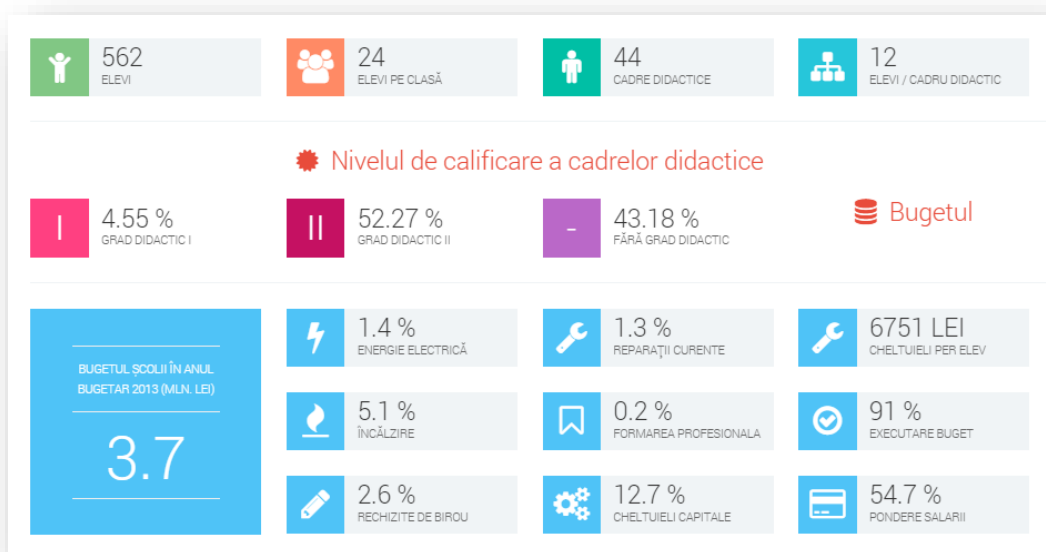 562
ELEVI
24
ELEVI PE CLASĂ
44
CADRE DIDACTICE
12
ELEVI / CADRU DIDACTIC
Nivelul de calificare a cadrelor didactice
I
4.55 %
GRAD DIDACTIC I
II
52.27 %
GRAD DIDACTIC II
-
43.18 %
FĂRĂ GRAD DIDACTIC
Bugetul
BUGETUL ȘCOLII ÎN ANUL
BUGETAR 2013 (MLN. LEI)
3.7
1.4 %
ENERGIE ELECTRICĂ
1.3 %
REPARAŢII CURENTE
6751 LEI
CHELTUIELI PER ELEV
5.1 %
ÎNCĂLZIRE
0.2 %
FORMAREA PROFESIONALA
91 %
EXECUTARE BUGET
2.6 %
RECHIZITE DE BIROU
12.7 %
CHELTUIELI CAPITALE
54.7 %
PONDERE SALARII